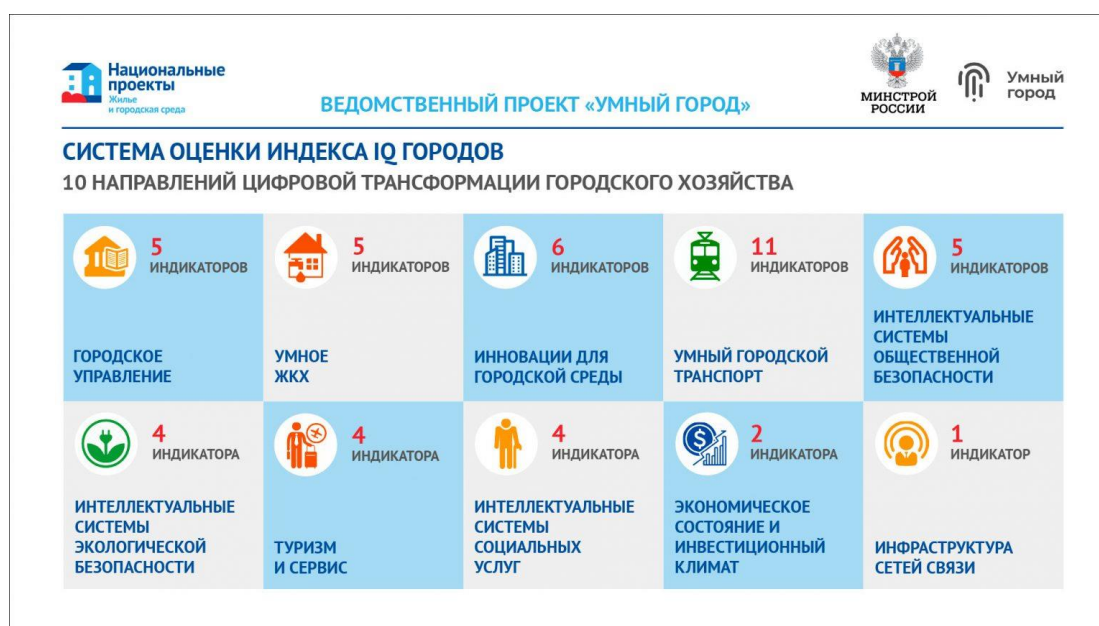 Национальные
проекты
Жилье
и городская среда
ВЕДОМСТВЕННЫЙ ПРОЕКТ «УМНЫЙ ГОРОД»
МИНСТРОЙ
РОССИИ
Умный
город
СИСТЕМА ОЦЕНКИ ИНДЕКСА IQ ГОРОДОВ
10 НАПРАВЛЕНИЙ ЦИФРОВОЙ ТРАНСФОРМАЦИИ ГОРОДСКОГО ХОЗЯЙСТВА
5
ИНДИКАТОРОВ
ГОРОДСКОЕ
УПРАВЛЕНИЕ
5
ИНДИКАТОРОВ
УМНОЕ
ЖКХ
6
ИНДИКАТОРОВ
ИННОВАЦИИ ДЛЯ
ГОРОДСКОЙ СРЕДЫ
11
ИНДИКАТОРОВ
УМНЫЙ ГОРОДСКОЙ
ТРАНСПОРТ
5
ИНДИКАТОРОВ
ИНТЕЛЛЕКТУАЛЬНЫЕ
СИСТЕМЫ
ОБЩЕСТВЕННОЙ
БЕЗОПАСНОСТИ
4
ИНДИКАТОРА
ИНТЕЛЛЕКТУАЛЬНЫЕ
СИСТЕМЫ
ЭКОЛОГИЧЕСКОЙ
БЕЗОПАСНОСТИ
4
ИНДИКАТОРА
ТУРИЗМ
И СЕРВИС
4
ИНДИКАТОРА
ИНТЕЛЛЕКТУАЛЬНЫЕ
СИСТЕМЫ
СОЦИАЛЬНЫХ
УСЛУГ
2
ИНДИКАТОРА
ЭКОНОМИЧЕСКОЕ
СОСТОЯНИЕ И
ИНВЕСТИЦИОННЫЙ
КЛИМАТ
1
ИНДИКАТОР
ИНФРАСТРУКТУРА
СЕТЕЙ СВЯЗИ